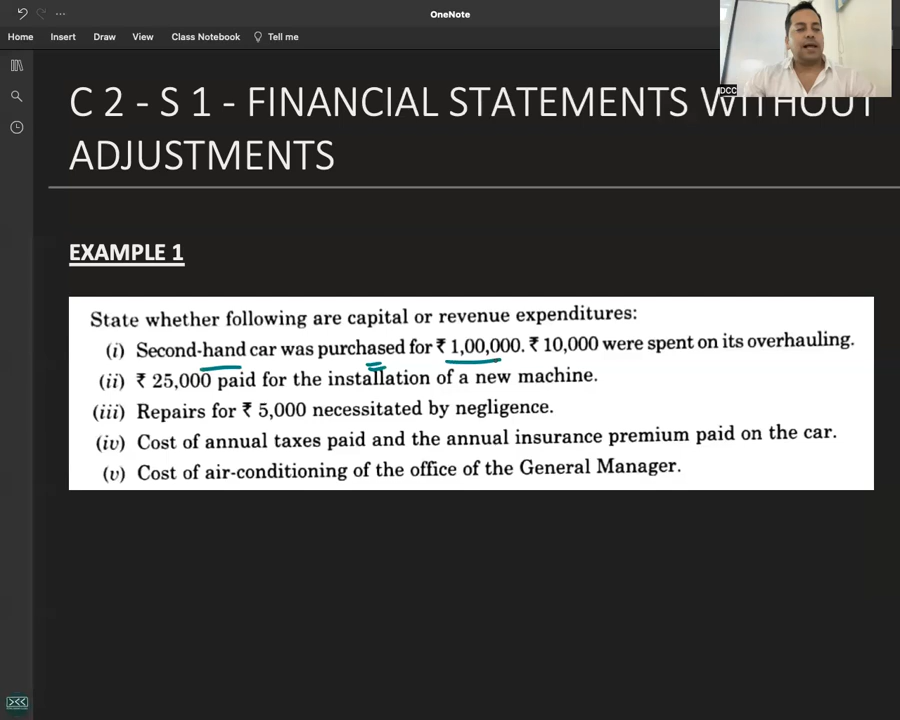 OneNote
Home Insert Draw View Class Notebook Tell me
DCC
C 2 - S 1 - FINANCIAL STATEMENTS WITHOUT
ADJUSTMENTS
EXAMPLE 1
State whether following are capital or revenue expenditures:
(i) Second-hand car was purchased for ₹ 1,00,000. ₹ 10,000 were spent on its overhauling.
(ii) ₹ 25,000 paid for the installation of a new machine.
(iii) Repairs for ₹ 5,000 necessitated by negligence.
(iv) Cost of annual taxes paid and the annual insurance premium paid on the car.
(v) Cost of air-conditioning of the office of the General Manager.